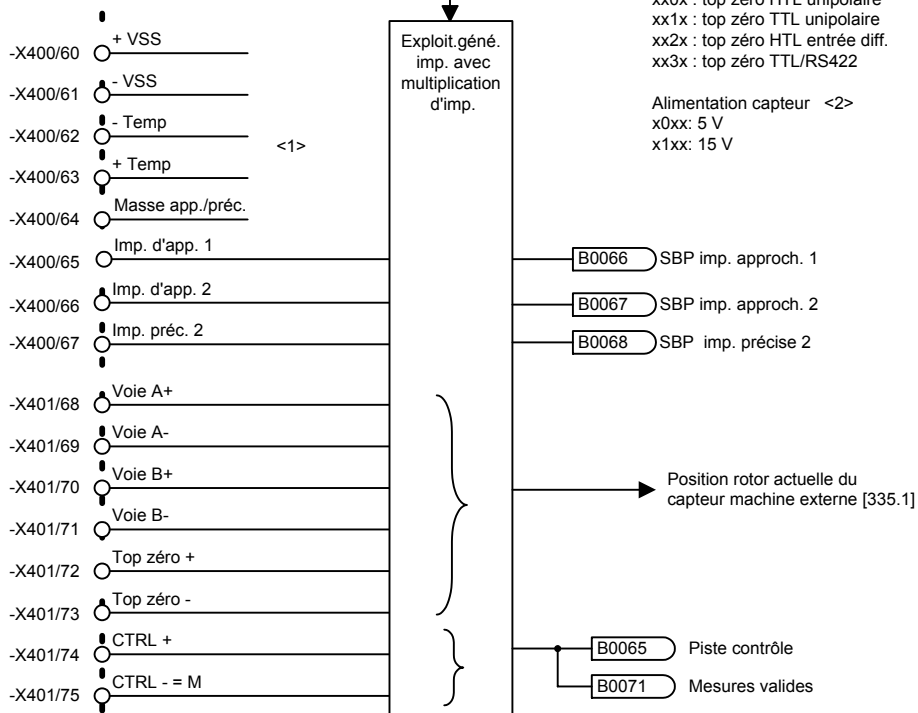 xx0x : top zéro HTL unipolaire
xx1x : top zéro TTL unipolaire
xx2x : top zéro HTL entrée diff.
xx3x : top zéro TTL/RS422
Alimentation capteur <2>
x0xx: 5 V
x1xx: 15 V
Exploit.géné.
imp. avec
multiplication
d'imp.
-X400/60 + VSS
-X400/61 - VSS
-X400/62 - Temp
<1>
-X400/63 + Temp
-X400/64 Masse app./préc.
-X400/65 Imp. d'app. 1
B0066 SBP imp. approch. 1
-X400/66 Imp. d'app. 2
B0067 SBP imp. approch. 2
-X400/67 Imp. préc. 2
B0068 SBP imp. précise 2
-X401/68 Voie A+
-X401/69 Voie A-
-X401/70 Voie B+
Position rotor actuelle du
capteur machine externe [335.1]
-X401/71 Voie B-
-X401/72 Top zéro +
-X401/73 Top zéro -
-X401/74 CTRL +
B0065 Piste contrôle
-X401/75 CTRL - = M
B0071 Mesures valides